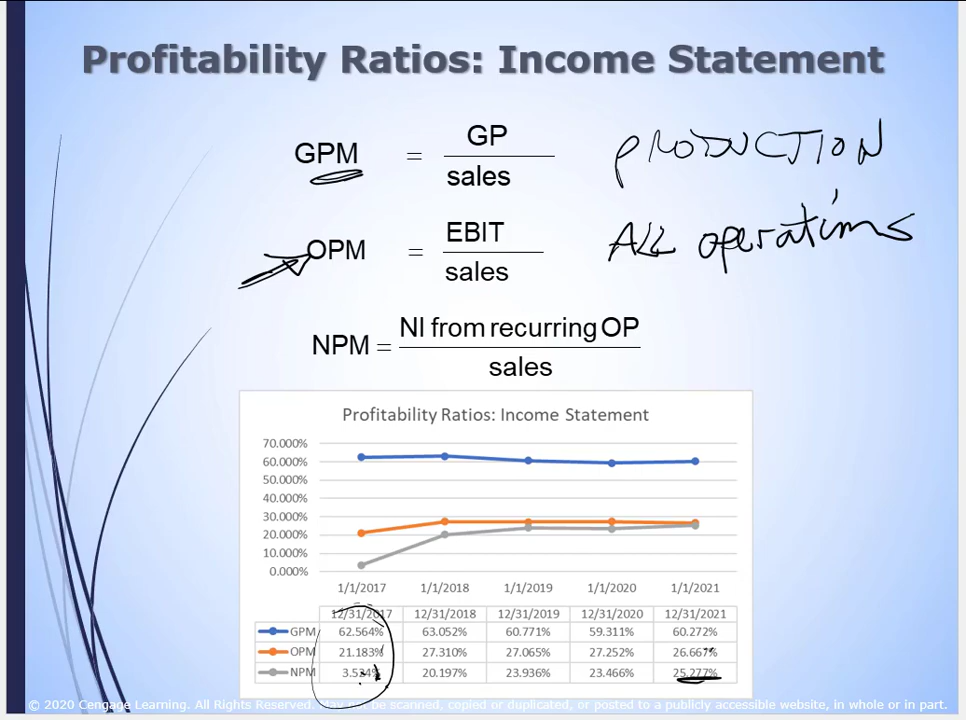 Profitability Ratios: Income Statement
GPM = GP / sales PRODUCTION
OPM = EBIT / sales ALL operations
NPM = NI from recurring OP / sales
Profitability Ratios: Income Statement
70.000%
60.000%
50.000%
40.000%
30.000%
20.000%
10.000%
0.000%
1/1/2017 1/1/2018 1/1/2019 1/1/2020 1/1/2021
12/31/2017 12/31/2018 12/31/2019 12/31/2020 12/31/2021
GPM 62.564% 63.052% 60.771% 59.311% 60.272%
OPM 21.183% 27.310% 27.065% 27.252% 26.667%
NPM 20.197% 23.936% 23.466% 25.277%
© 2020 Cengage Learning. All Rights Reserved. May not be scanned, copied or duplicated, or posted to a publicly accessible website, in whole or in part.